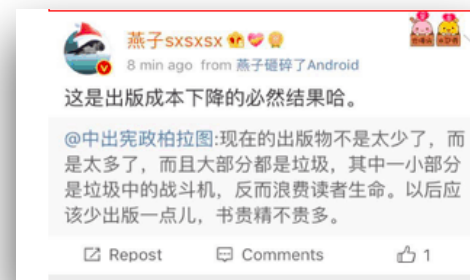 燕子sxsxsx
8 min ago from 燕子砸碎了Android
这是出版成本下降的必然结果哈。
@中出宪政柏拉图:现在的出版物不是太少了，而
是太多了，而且大部分都是垃圾，其中一小部分
是垃圾中的战斗机，反而浪费读者生命。以后应
该少出版一点儿，书贵精不贵多。
Repost Comments 1